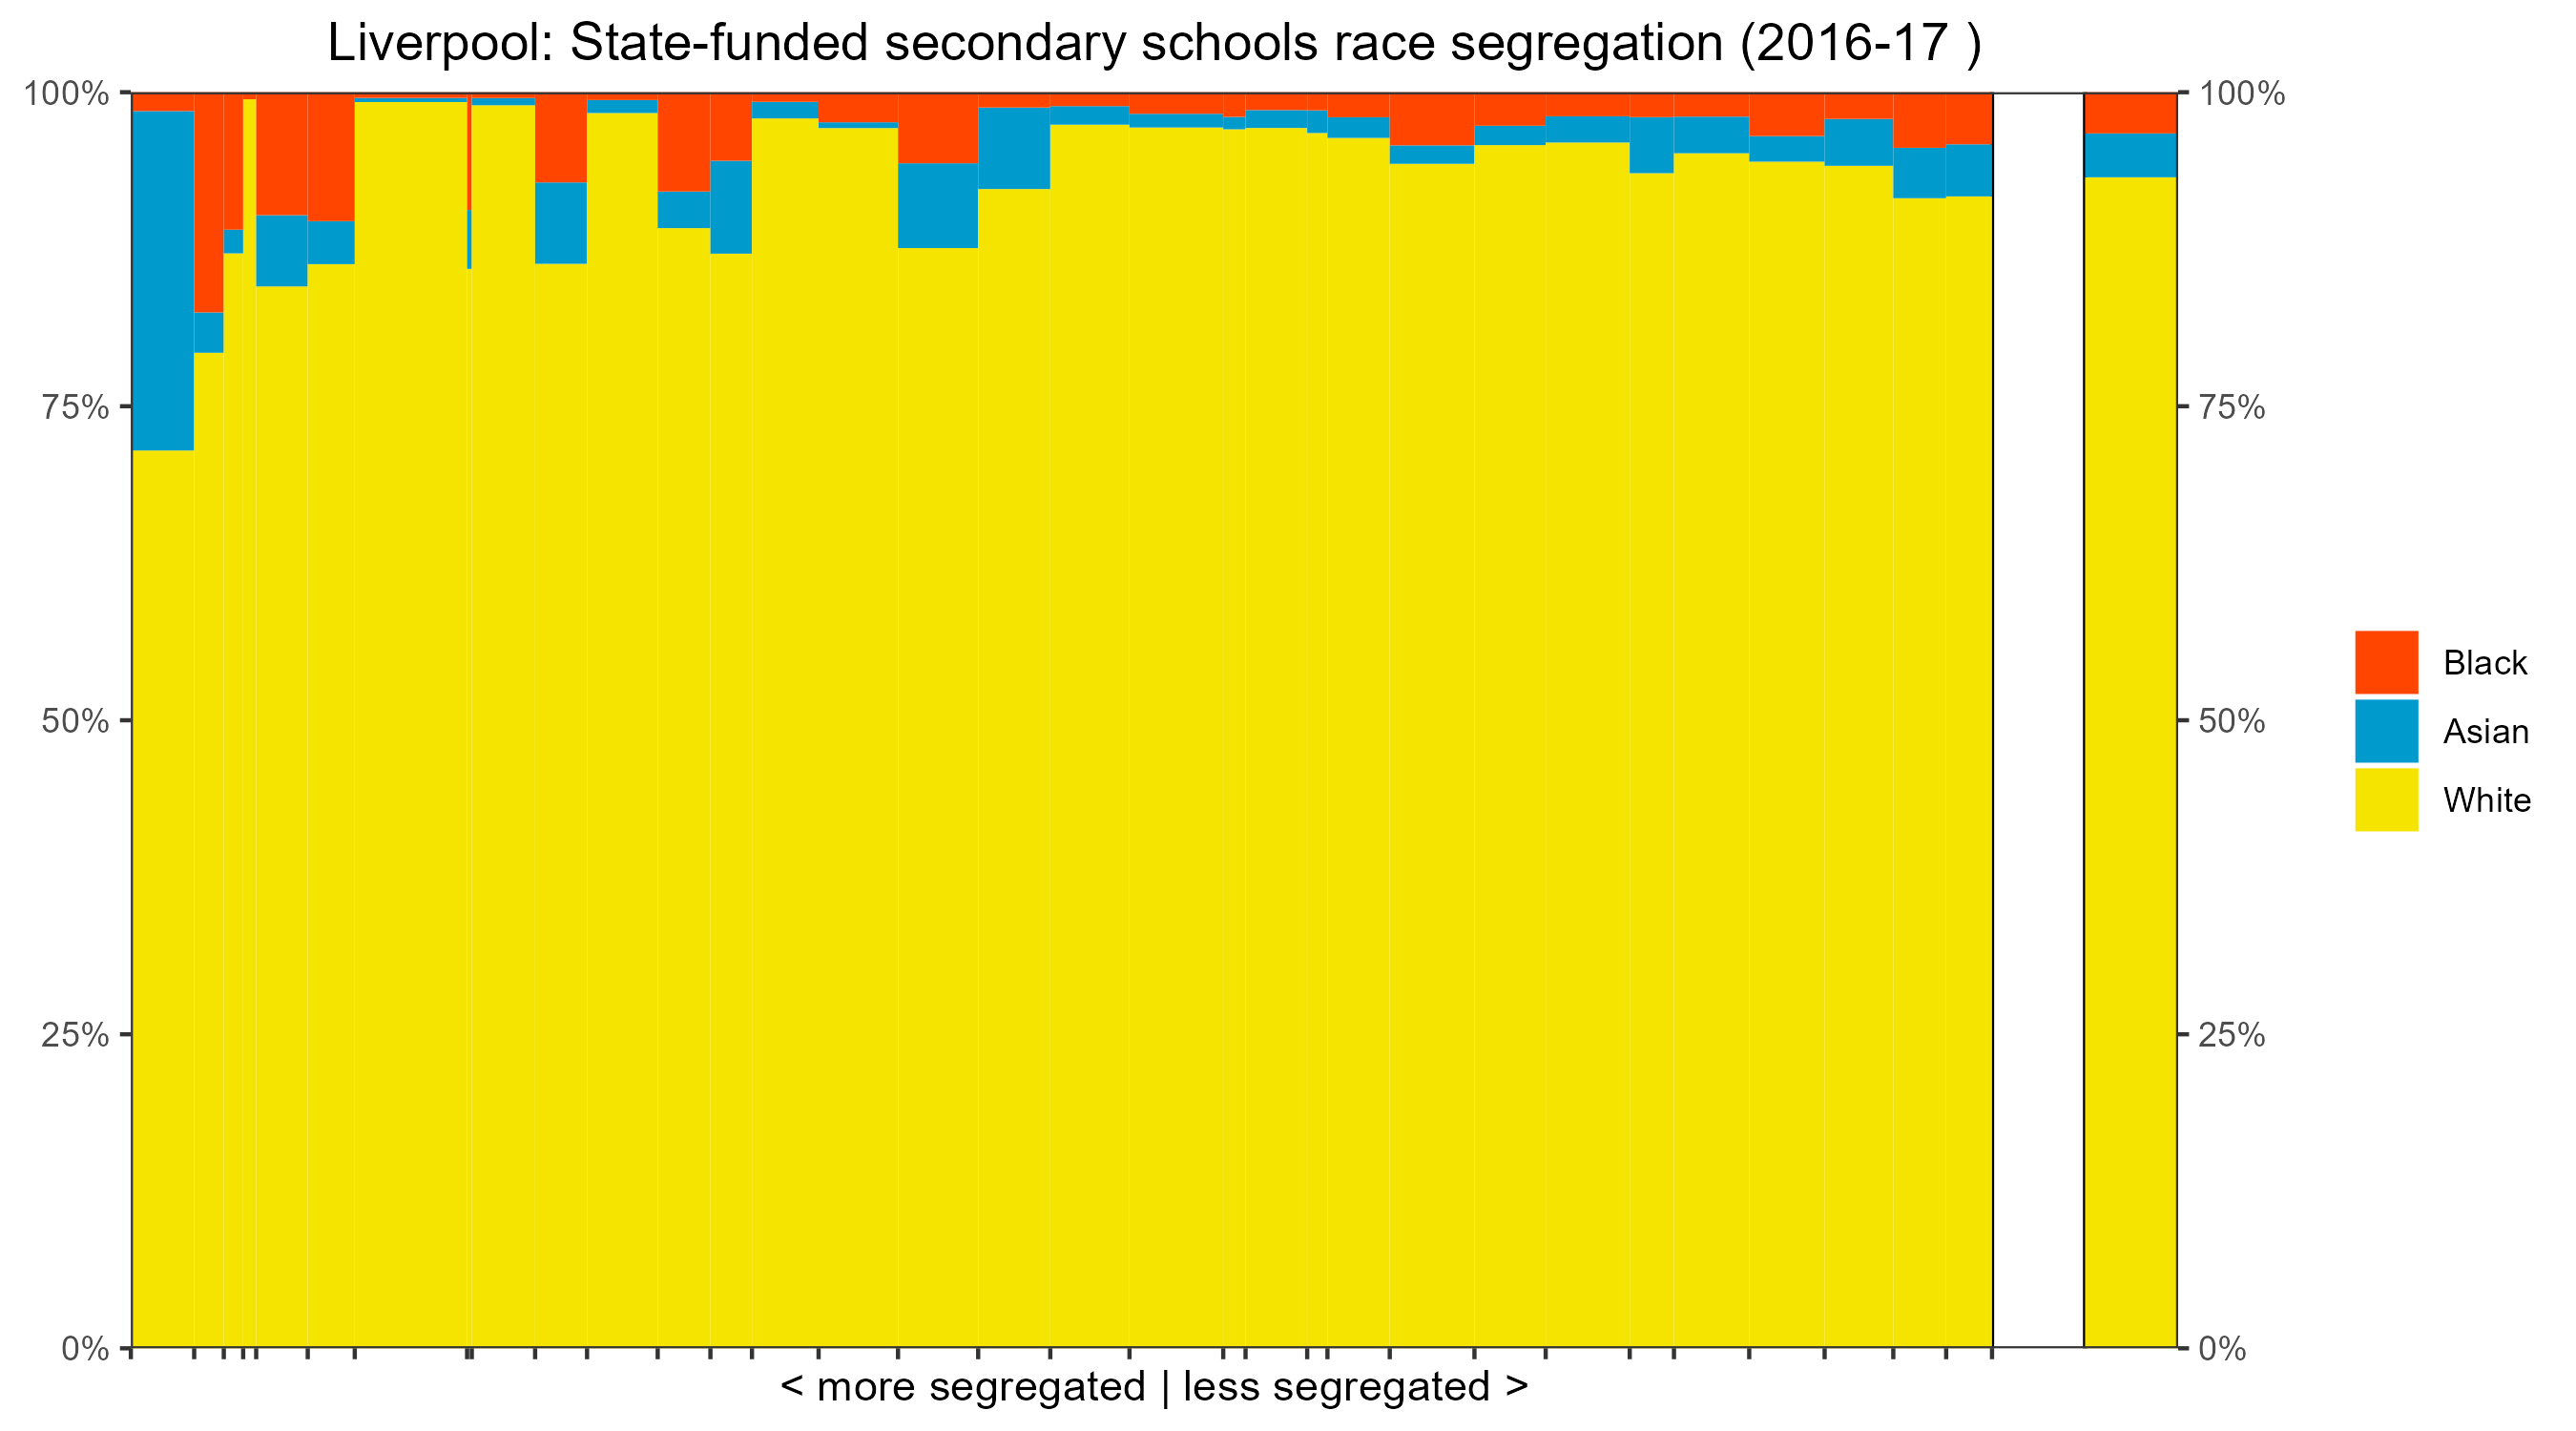 Liverpool: State-funded secondary schools race segregation (2016-17 )
100%
75%
50%
25%
0%
100%
75%
50%
25%
0%
Black
Asian
White
< more segregated | less segregated >